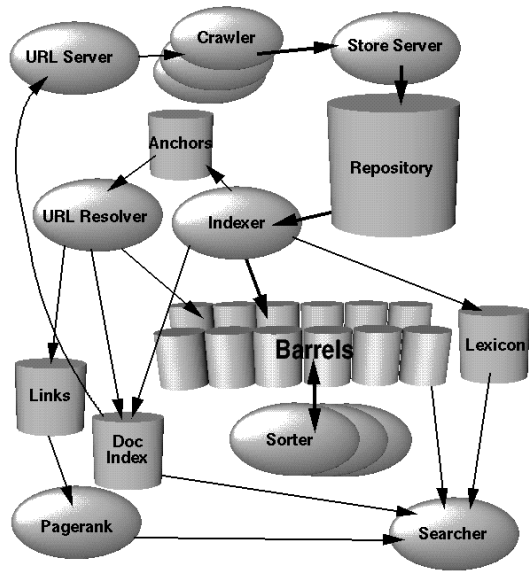 Crawler
URL Server
Store Server
Anchors
Repository
URL Resolver
Indexer
Barrels
Lexicon
Links
Sorter
Doc
Index
Pagerank
Searcher